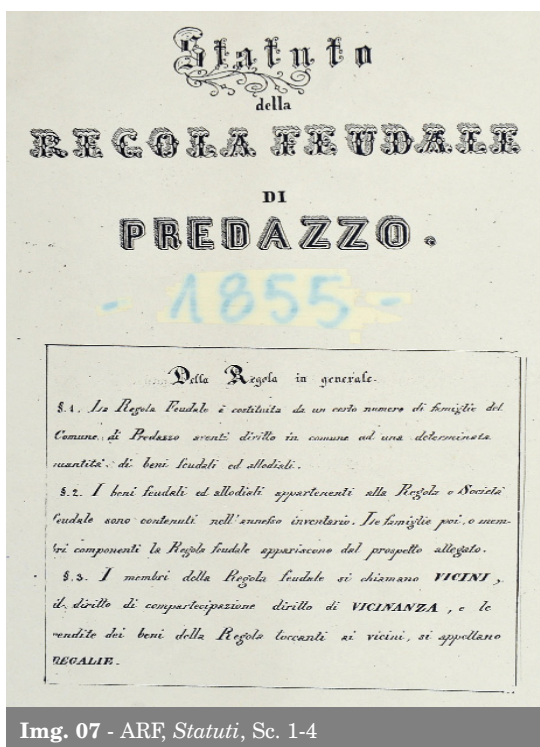 Statuto
della
REGOLA FEUDALE
DI
PREDAZZO.
- 1855 -
Della Regola in generale.
§. 1. La Regola Feudale è costituita da un certo numero di famiglie del
Comune di Predazzo aventi diritto in comune ad una determinata
quantità di beni feudali ed allodiali.
§. 2. I beni feudali ed allodiali appartenenti alla Regola o Società
feudale sono contenuti nell'annesso inventario. Le famiglie poi, o mem-
bri componenti la Regola feudale appariscono dal prospetto allegato.
§. 3. I membri della Regola feudale si chiamano VICINI,
il diritto di compartecipazione diritto di VICINANZA, e le
rendite dei beni della Regola toccanti ai vicini, si appellano
REGALIE.
Img. 07 - ARF, Statuti, Sc. 1-4